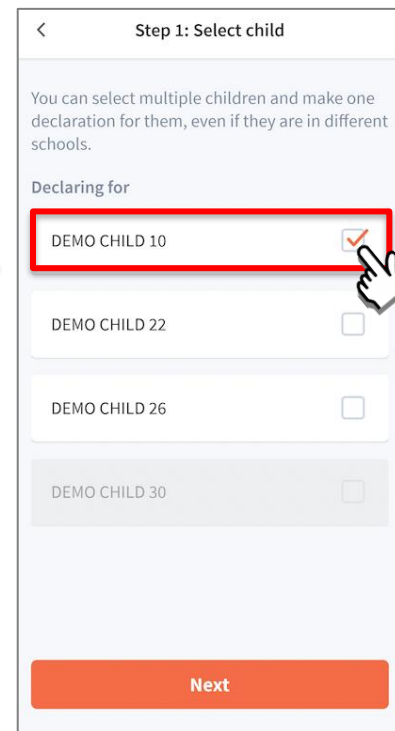 Step 1: Select child
You can select multiple children and make one
declaration for them, even if they are in different
schools.
Declaring for
DEMO CHILD 10
DEMO CHILD 22
DEMO CHILD 26
DEMO CHILD 30
Next